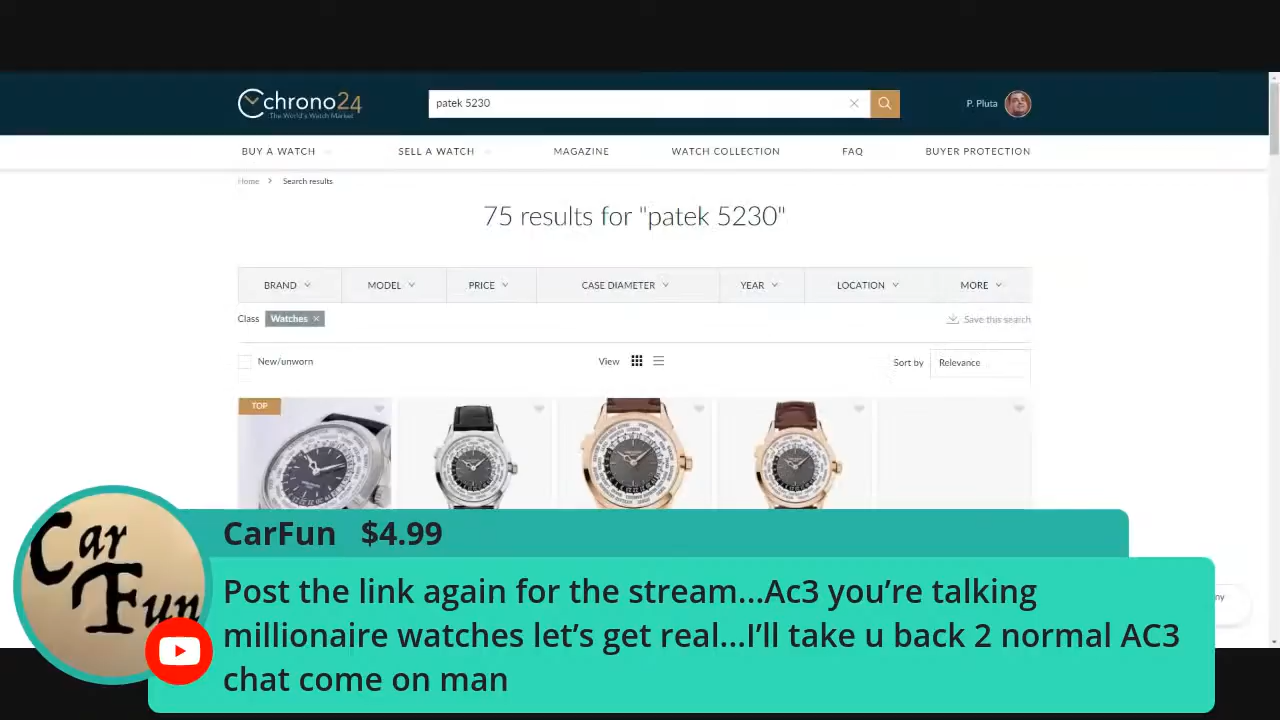 chrono24
The World's Watch Market
patek 5230
P. Pluta
BUY A WATCH
SELL A WATCH
MAGAZINE
WATCH COLLECTION
FAQ
BUYER PROTECTION
Home
Search results
75 results for "patek 5230"
BRAND
MODEL
PRICE
CASE DIAMETER
YEAR
LOCATION
MORE
Class
Watches
Save this search
New/unworn
View
Sort by
Relevance
TOP
Car
Fun
CarFun $4.99
Post the link again for the stream...Ac3 you’re talking
millionaire watches let’s get real...I’ll take u back 2 normal AC3
chat come on man